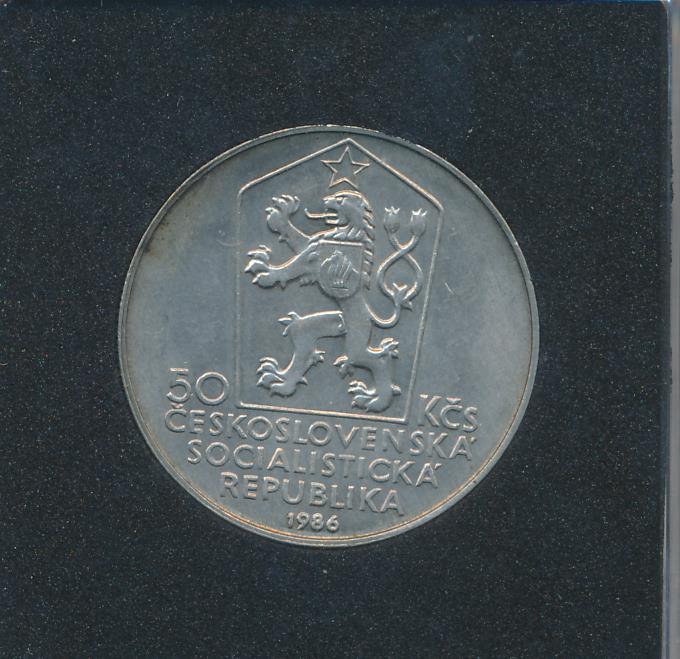 50 Kčs
ČESKOSLOVENSKÁ
SOCIALISTICKÁ
REPUBLIKA
1986